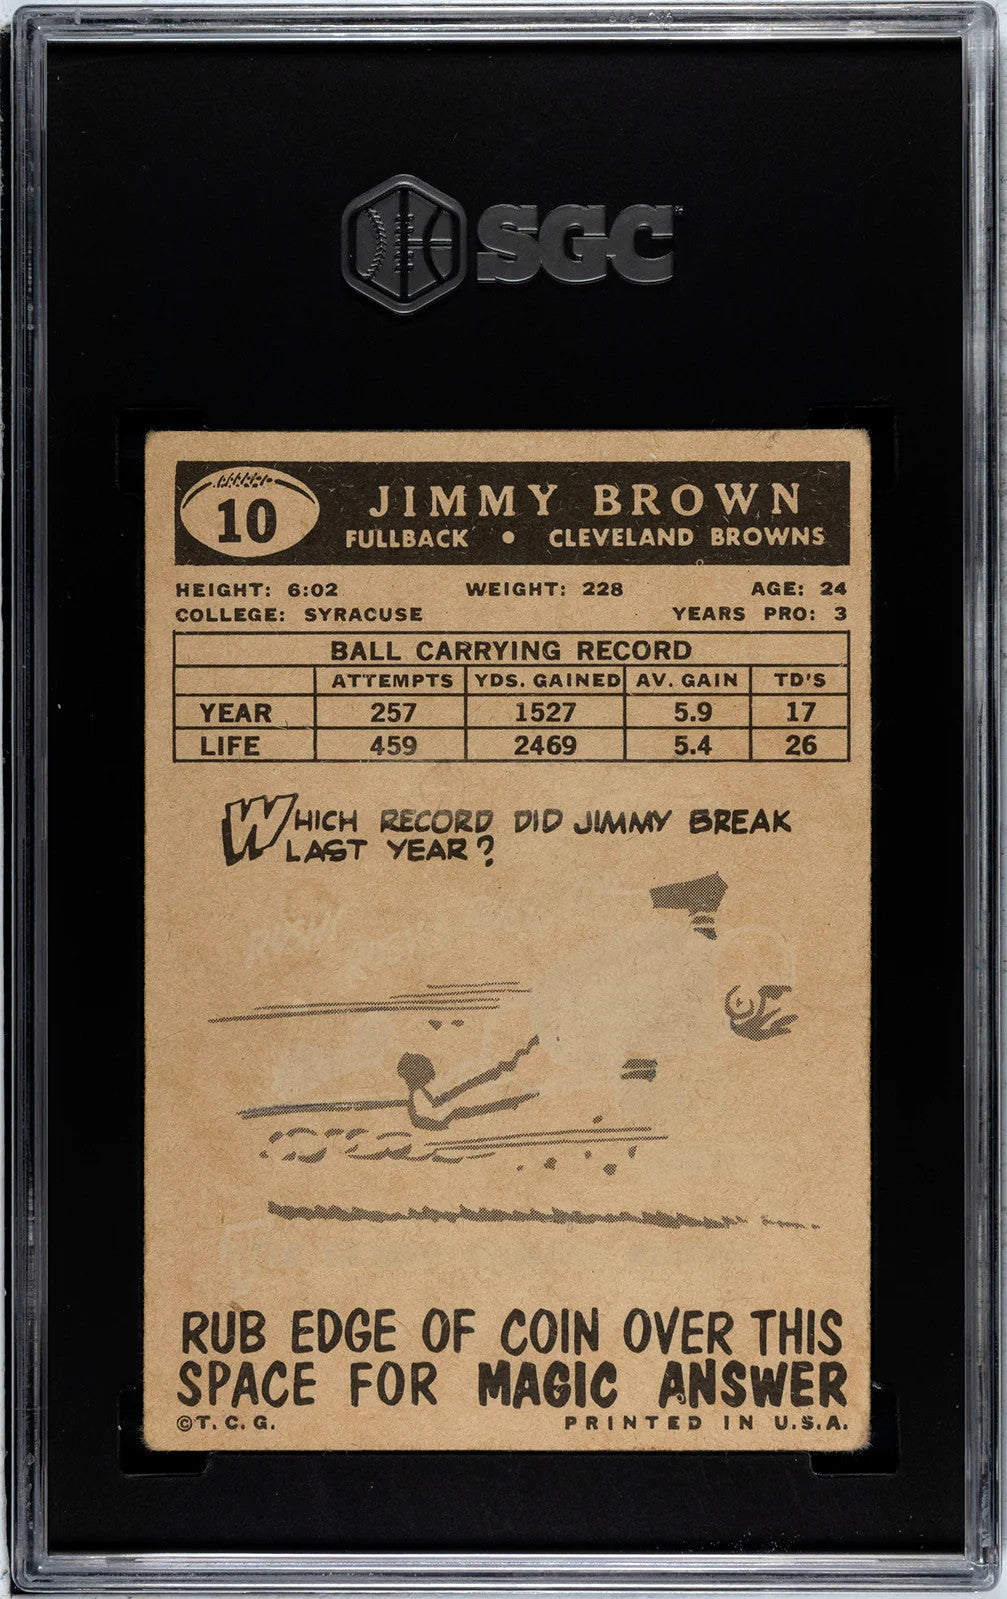 SGC
10
JIMMY BROWN
FULLBACK • CLEVELAND BROWNS
HEIGHT: 6:02 WEIGHT: 228 AGE: 24
COLLEGE: SYRACUSE YEARS PRO: 3
BALL CARRYING RECORD
ATTEMPTS YDS. GAINED AV. GAIN TD'S
YEAR 257 1527 5.9 17
LIFE 459 2469 5.4 26
WHICH RECORD DID JIMMY BREAK
LAST YEAR?
RUB EDGE OF COIN OVER THIS
SPACE FOR MAGIC ANSWER
©T.C.G. PRINTED IN U.S.A.